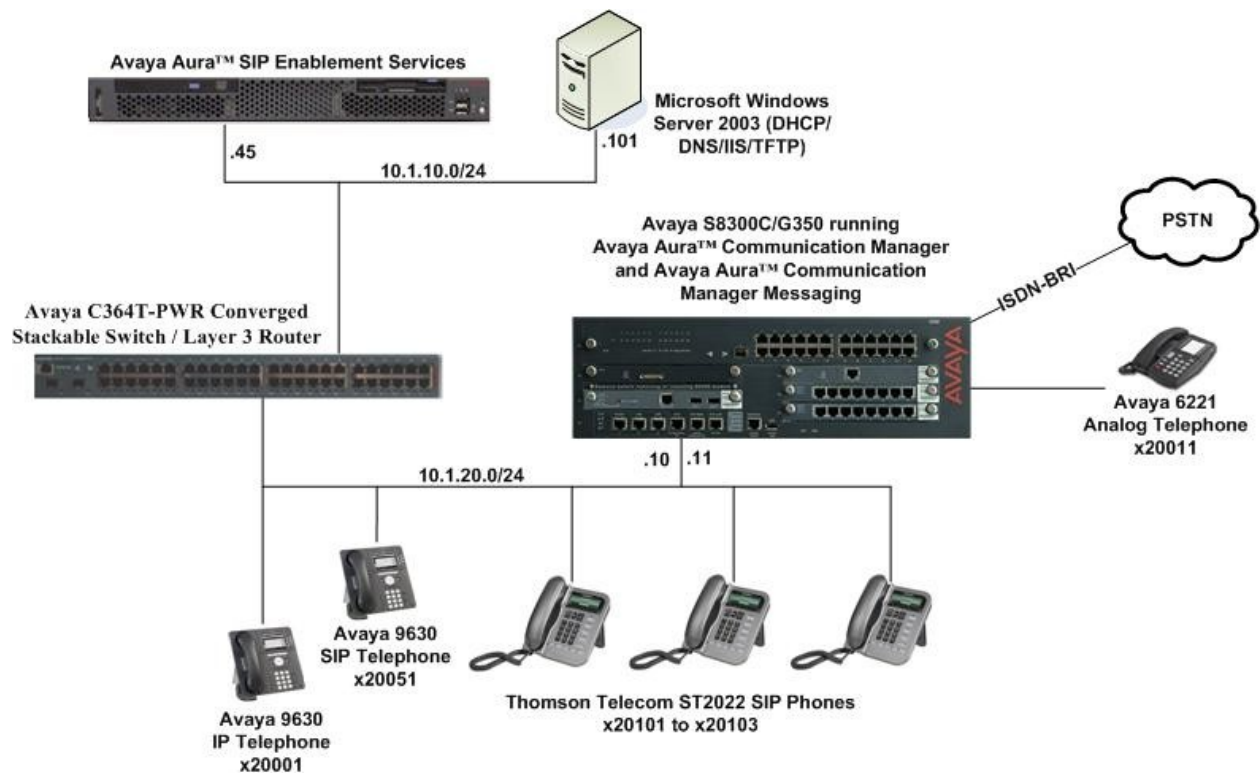 Avaya Aura™ SIP Enablement Services
Microsoft Windows
Server 2003 (DHCP/
DNS/IIS/TFTP)
.45
.101
10.1.10.0/24
Avaya S8300C/G350 running
Avaya Aura™ Communication Manager
and Avaya Aura™ Communication
Manager Messaging
PSTN
ISDN-BRI
Avaya C364T-PWR Converged
Stackable Switch / Layer 3 Router
AVAYA
Avaya 6221
Analog Telephone
x20011
.10
.11
10.1.20.0/24
Avaya 9630
SIP Telephone
x20051
Avaya 9630
IP Telephone
x20001
Thomson Telecom ST2022 SIP Phones
x20101 to x20103